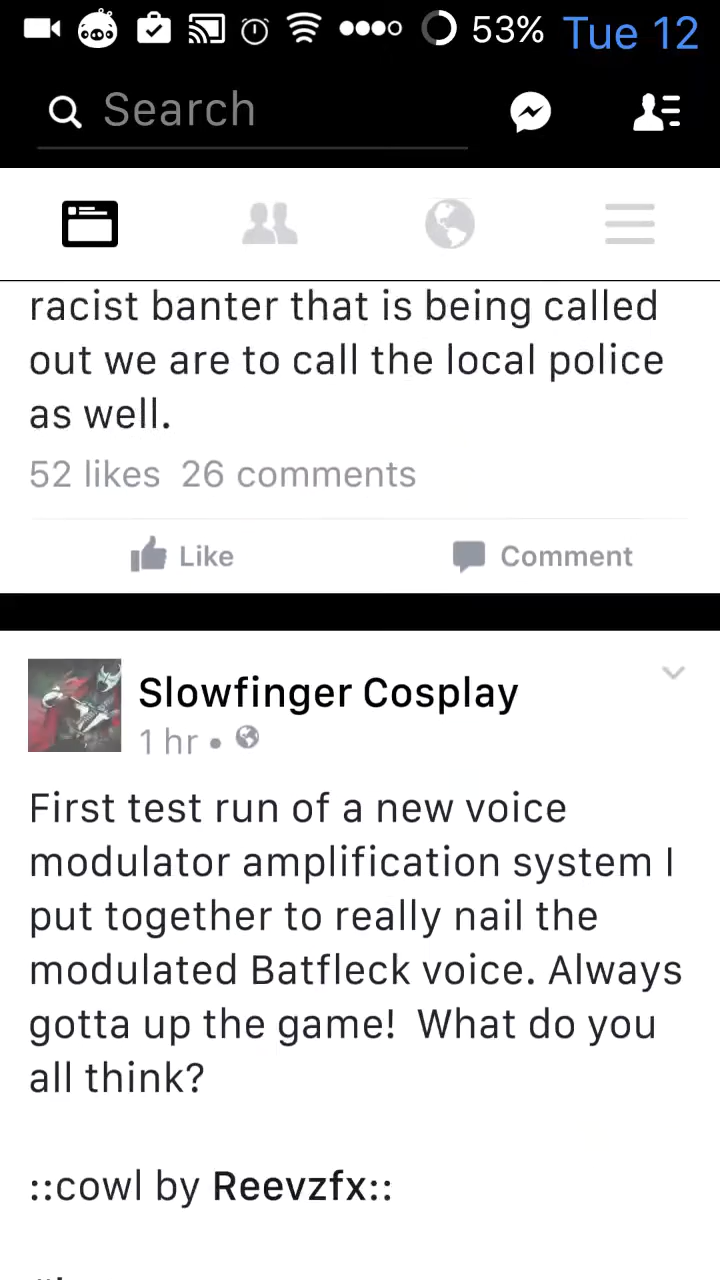 53% Tue 12
Search
racist banter that is being called
out we are to call the local police
as well.
52 likes 26 comments
Like Comment
Slowfinger Cosplay
1 hr •
First test run of a new voice
modulator amplification system I
put together to really nail the
modulated Batfleck voice. Always
gotta up the game! What do you
all think?
::cowl by Reevzfx::